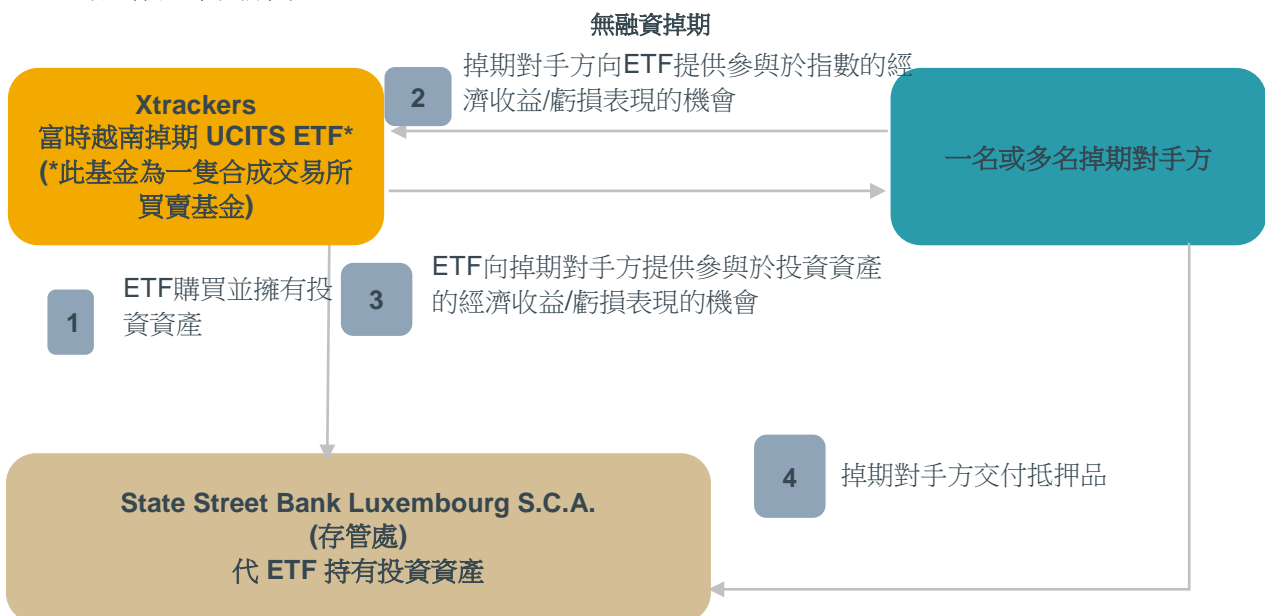 無融資掉期
掉期對手方向ETF提供參與於指數的經
濟收益/虧損表現的機會
2
Xtrackers
富時越南掉期 UCITS ETF*
(*此基金為一隻合成交易所
買賣基金)
一名或多名掉期對手方
1
ETF購買並擁有投
資資產
3
ETF向掉期對手方提供參與於投資資產
的經濟收益/虧損表現的機會
4
掉期對手方交付抵押品
State Street Bank Luxembourg S.C.A.
(存管處)
代 ETF 持有投資資產